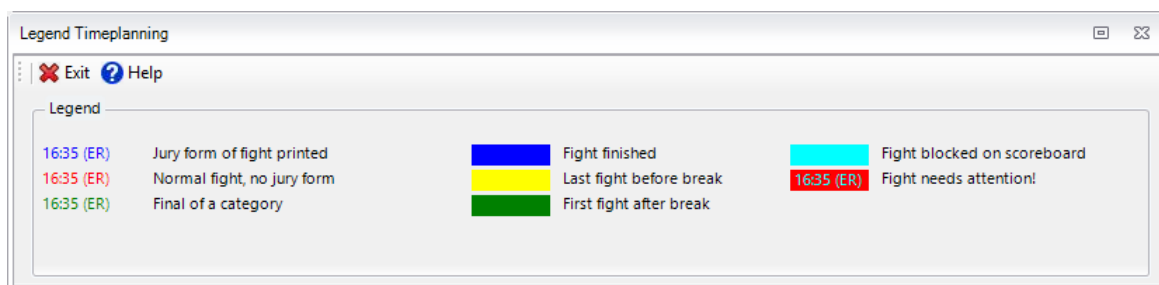 Legend Timeplanning
Exit Help
Legend
16:35 (ER) Jury form of fight printed Fight finished Fight blocked on scoreboard
16:35 (ER) Normal fight, no jury form Last fight before break 16:35 (ER) Fight needs attention!
16:35 (ER) Final of a category First fight after break